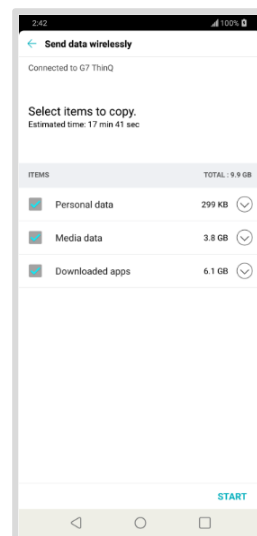 2:42 100%
Send data wirelessly
Connected to G7 ThinQ
Select items to copy.
Estimated time: 17 min 41 sec
ITEMS TOTAL : 9.9 GB
Personal data 299 KB
Media data 3.8 GB
Downloaded apps 6.1 GB
START